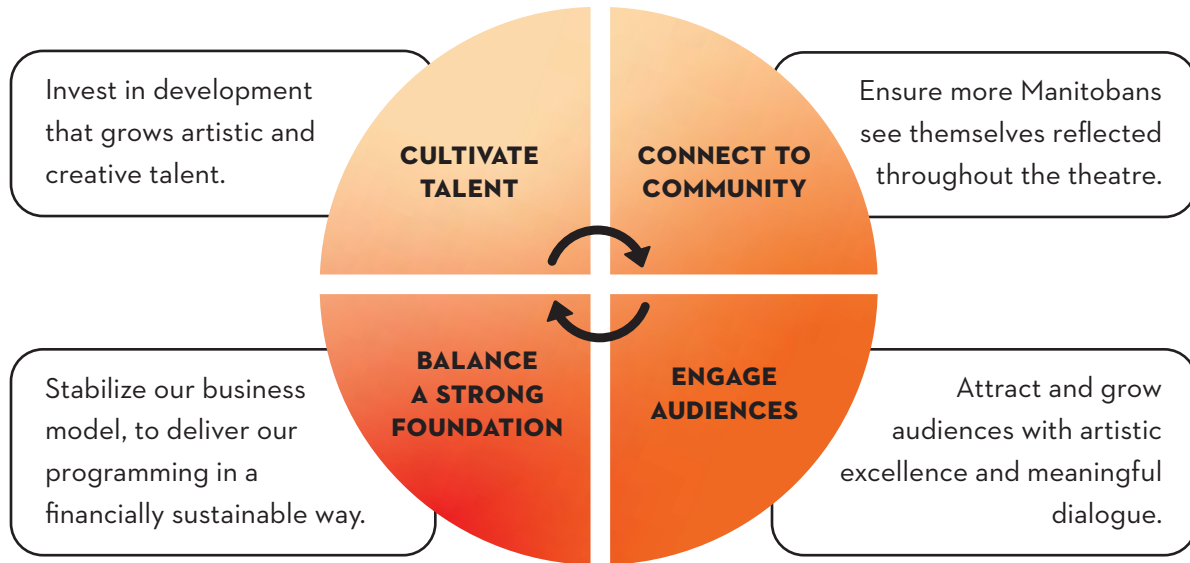 Invest in development
that grows artistic and
creative talent.
CULTIVATE
TALENT
CONNECT TO
COMMUNITY
Ensure more Manitobans
see themselves reflected
throughout the theatre.
Stabilize our business
model, to deliver our
programming in a
financially sustainable way.
BALANCE
A STRONG
FOUNDATION
ENGAGE
AUDIENCES
Attract and grow
audiences with artistic
excellence and meaningful
dialogue.